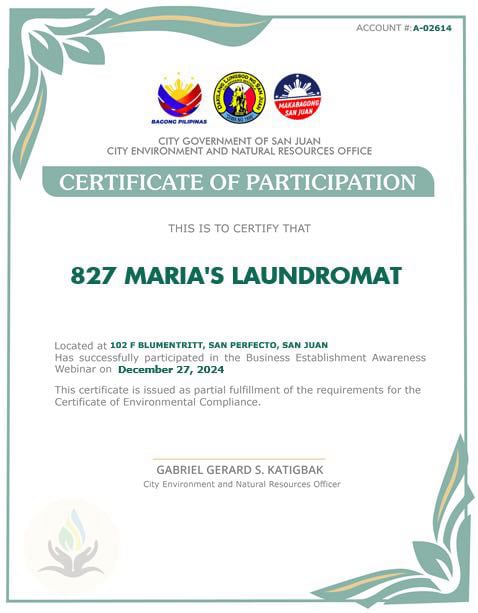 ACCOUNT #: A-02614
BAGONG PILIPINAS
MAKABAGONG
SAN JUAN
CITY GOVERNMENT OF SAN JUAN
CITY ENVIRONMENT AND NATURAL RESOURCES OFFICE
CERTIFICATE OF PARTICIPATION
THIS IS TO CERTIFY THAT
827 MARIA'S LAUNDROMAT
Located at 102 F BLUMENTRITT, SAN PERFECTO, SAN JUAN
Has successfully participated in the Business Establishment Awareness
Webinar on December 27, 2024
This certificate is issued as partial fulfillment of the requirements for the
Certificate of Environmental Compliance.
GABRIEL GERARD S. KATIGBAK
City Environment and Natural Resources Officer